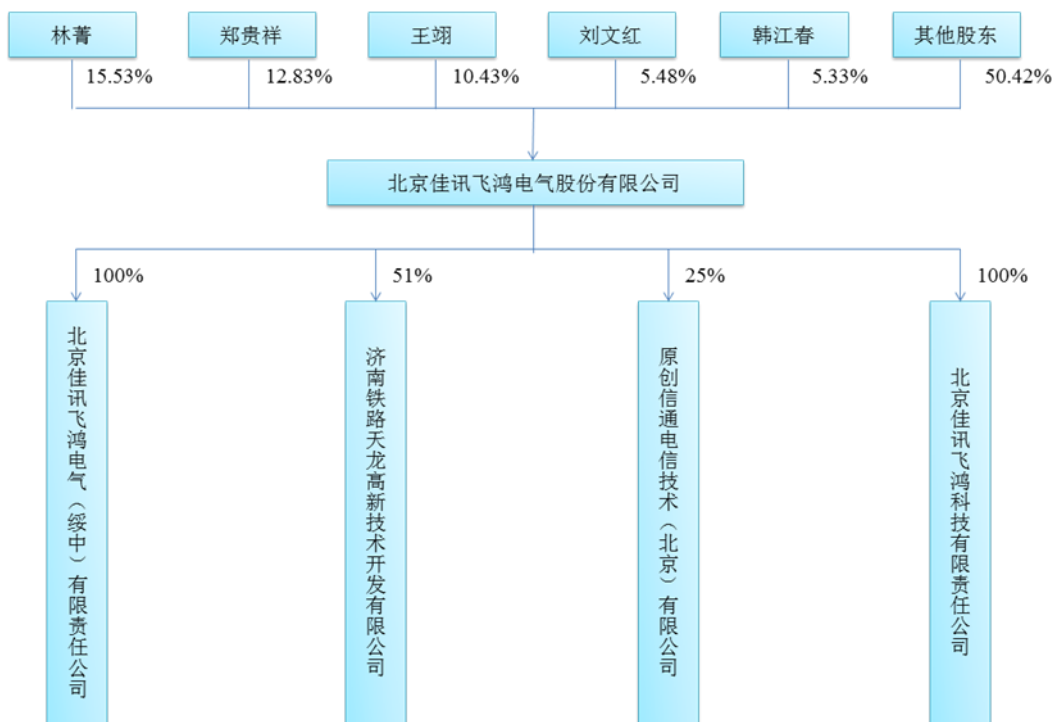 林菁
郑贵祥
王翊
刘文红
韩江春
其他股东
15.53%
12.83%
10.43%
5.48%
5.33%
50.42%
北京佳讯飞鸿电气股份有限公司
100%
51%
25%
100%
北京佳讯飞鸿电气（绥中）有限责任公司
济南铁路天龙高新技术开发有限公司
原创信通电信技术（北京）有限公司
北京佳讯飞鸿科技有限责任公司